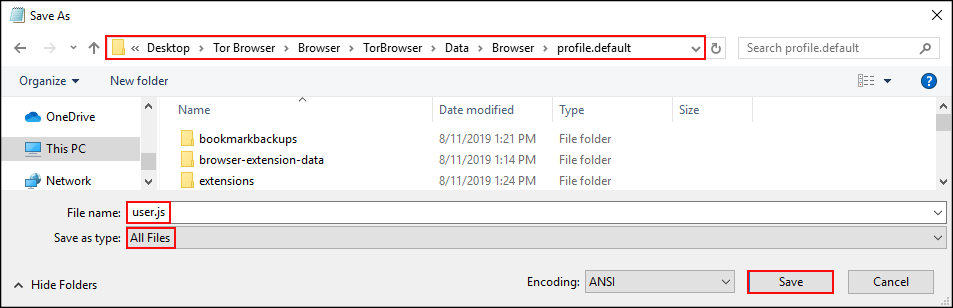 Save As
« Desktop > Tor Browser > Browser > TorBrowser > Data > Browser > profile.default Search profile.default
Organize New folder ?
Name Date modified Type Size
OneDrive
bookmarkbackups 8/11/2019 1:21 PM File folder
This PC
browser-extension-data 8/11/2019 1:14 PM File folder
Network
extensions 8/11/2019 1:24 PM File folder
File name: user.js
Save as type: All Files
Hide Folders Encoding: ANSI Save Cancel